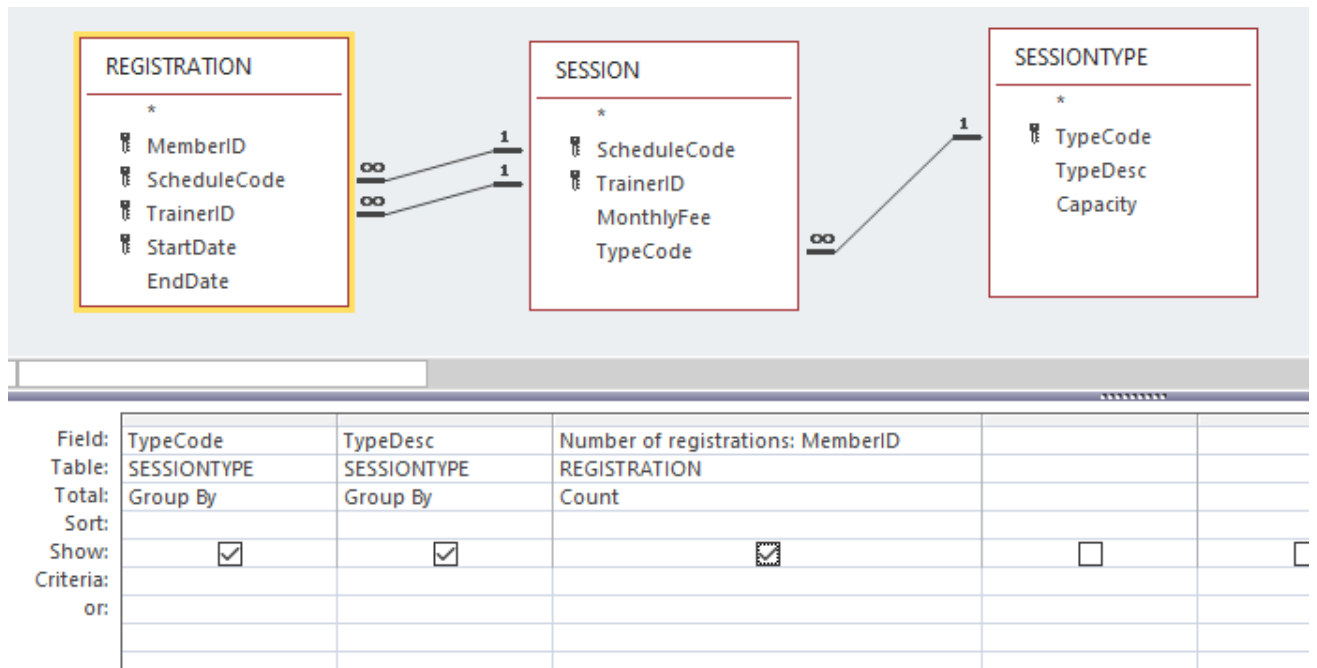 REGISTRATION
*
MemberID
ScheduleCode
TrainerID
StartDate
EndDate
∞
∞
1
1
SESSION
*
ScheduleCode
TrainerID
MonthlyFee
TypeCode
∞
1
SESSIONTYPE
*
TypeCode
TypeDesc
Capacity
Field: TypeCode TypeDesc Number of registrations: MemberID
Table: SESSIONTYPE SESSIONTYPE REGISTRATION
Total: Group By Group By Count
Sort:
Show:
Criteria:
or: